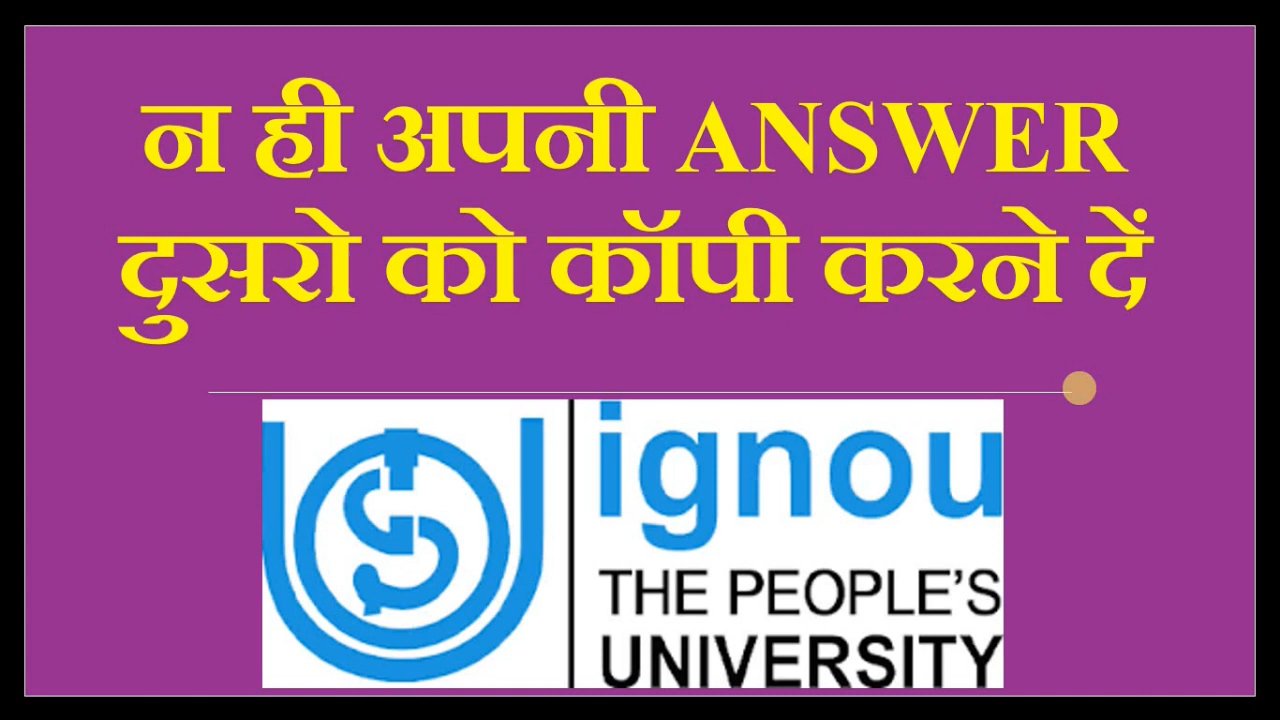 न ही अपनी ANSWER
दुसरो को कॉपी करने दें
ignou
THE PEOPLE'S
UNIVERSITY